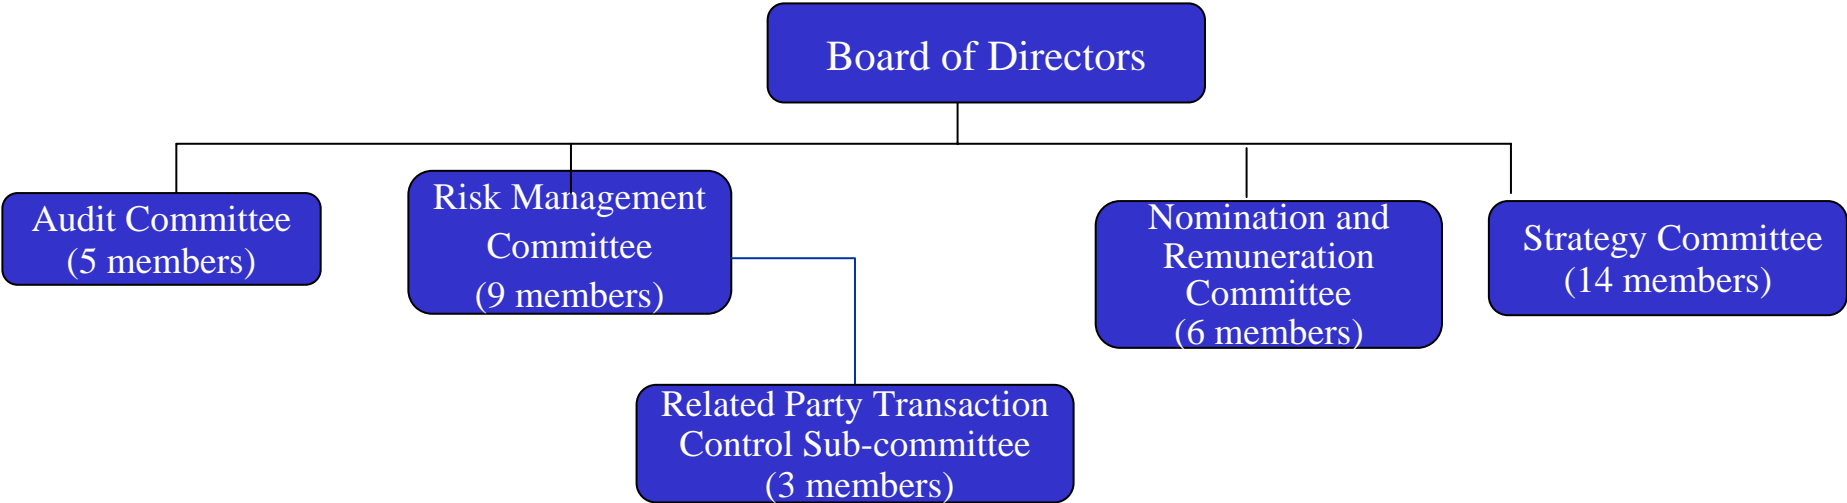 Board of Directors
Audit Committee
(5 members)
Risk Management
Committee
(9 members)
Nomination and
Remuneration
Committee
(6 members)
Strategy Committee
(14 members)
Related Party Transaction
Control Sub-committee
(3 members)